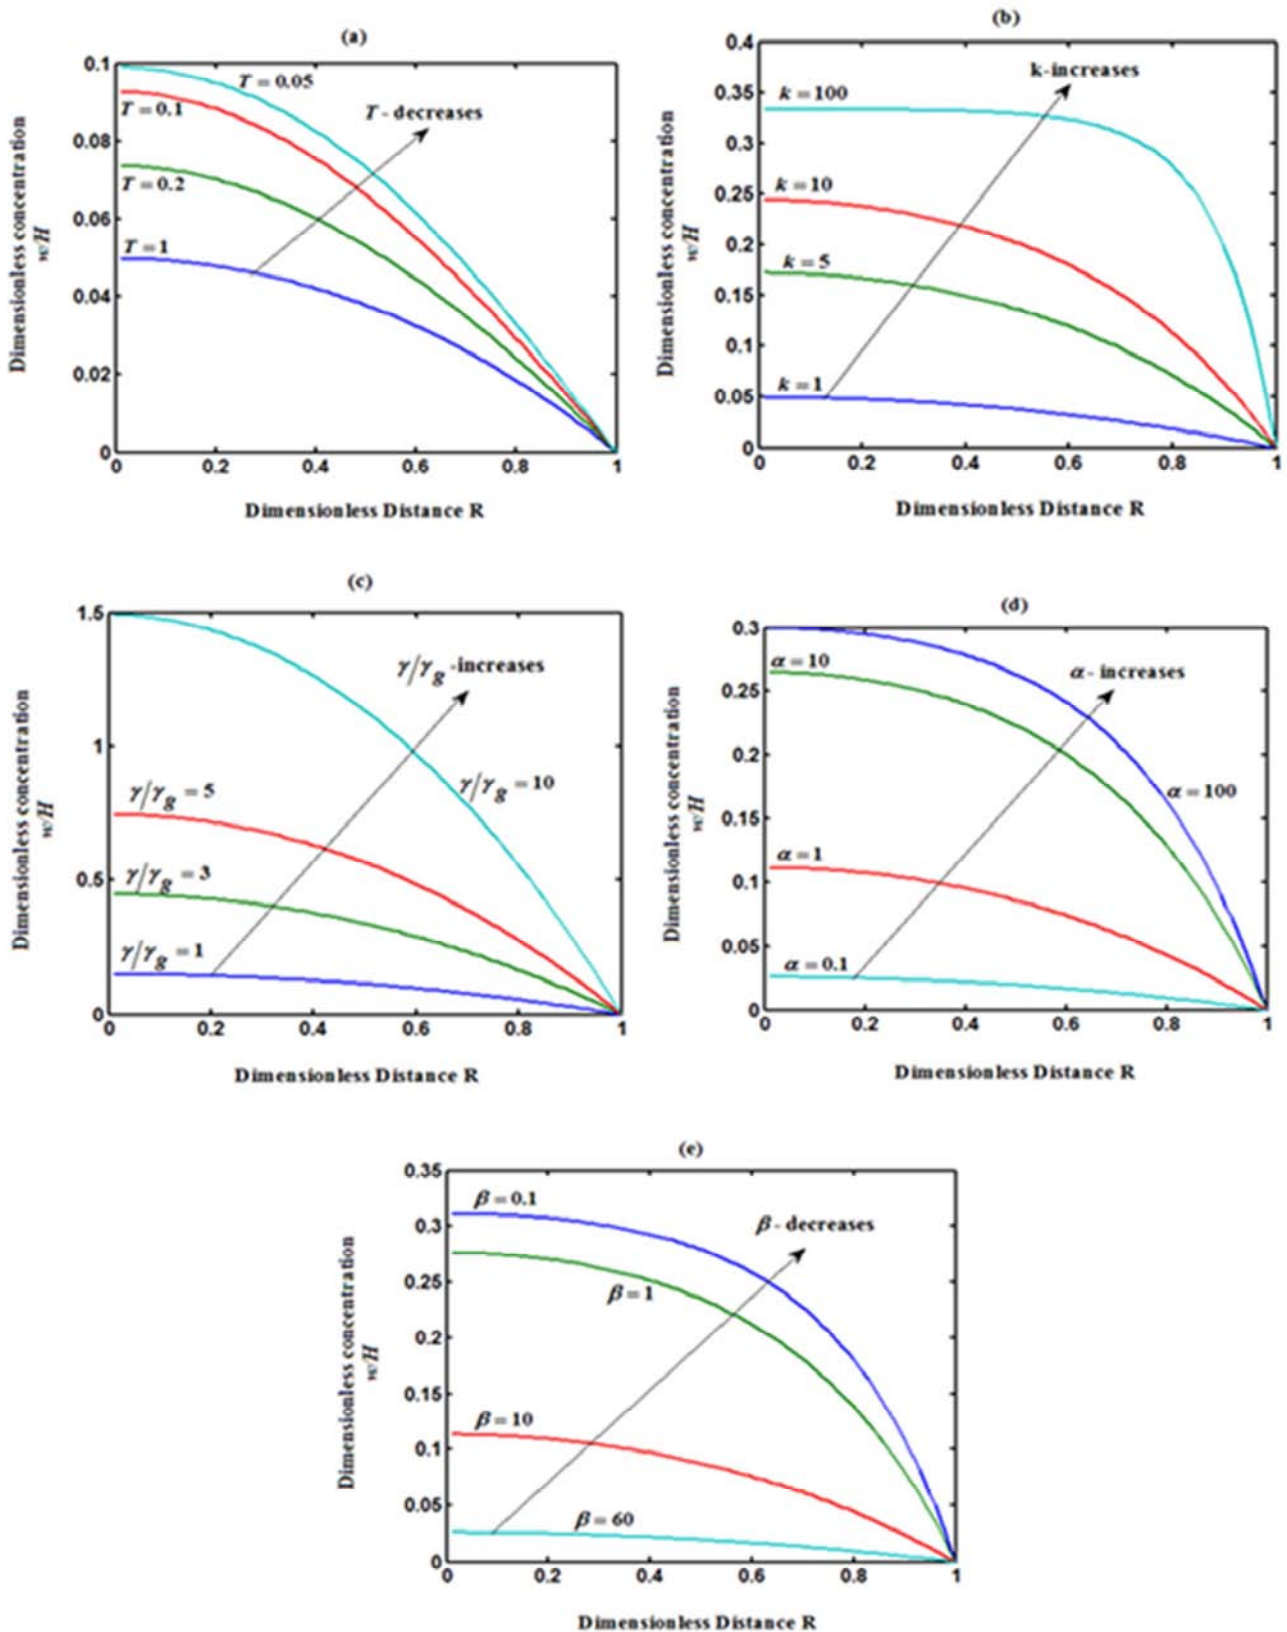 (a)
Dimensionless concentration
w/H
0.1
0.08
0.06
0.04
0.02
0
T = 0.05
T = 0.1
T - decreases
T = 0.2
T = 1
0 0.2 0.4 0.6 0.8 1
Dimensionless Distance R
(b)
Dimensionless concentration
w/H
0.4
0.35
0.3
0.25
0.2
0.15
0.1
0.05
0
k-increases
k = 100
k = 10
k = 5
k = 1
0 0.2 0.4 0.6 0.8 1
Dimensionless Distance R
(c)
Dimensionless concentration
w/H
1.5
1
0.5
0
γ/γg -increases
γ/γg = 10
γ/γg = 5
γ/γg = 3
γ/γg = 1
0 0.2 0.4 0.6 0.8 1
Dimensionless Distance R
(d)
Dimensionless concentration
w/H
0.3
0.25
0.2
0.15
0.1
0.05
0
α = 10
α - increases
α = 100
α = 1
α = 0.1
0 0.2 0.4 0.6 0.8 1
Dimensionless Distance R
(e)
Dimensionless concentration
w/H
0.35
0.3
0.25
0.2
0.15
0.1
0.05
0
β = 0.1
β - decreases
β = 1
β = 10
β = 60
0 0.2 0.4 0.6 0.8 1
Dimensionless Distance R